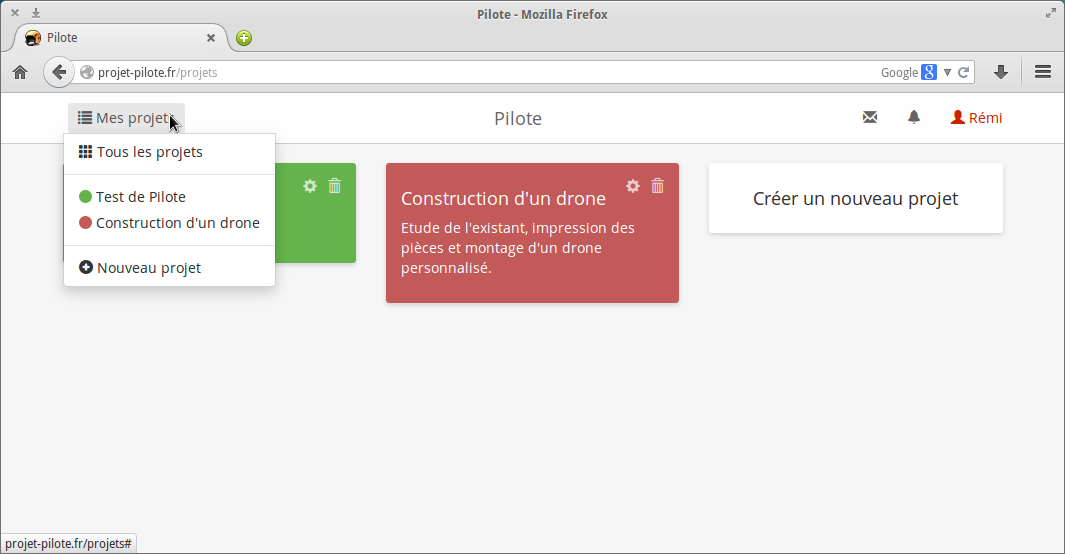 Pilote - Mozilla Firefox
Pilote
projet-pilote.fr/projets
Google
8
Mes projets
Pilote
Rémi
Tous les projets
Test de Pilote
Construction d'un drone
Nouveau projet
Construction d'un drone
Etude de l'existant, impression des
pièces et montage d'un drone
personnalisé.
Créer un nouveau projet
projet-pilote.fr/projets#